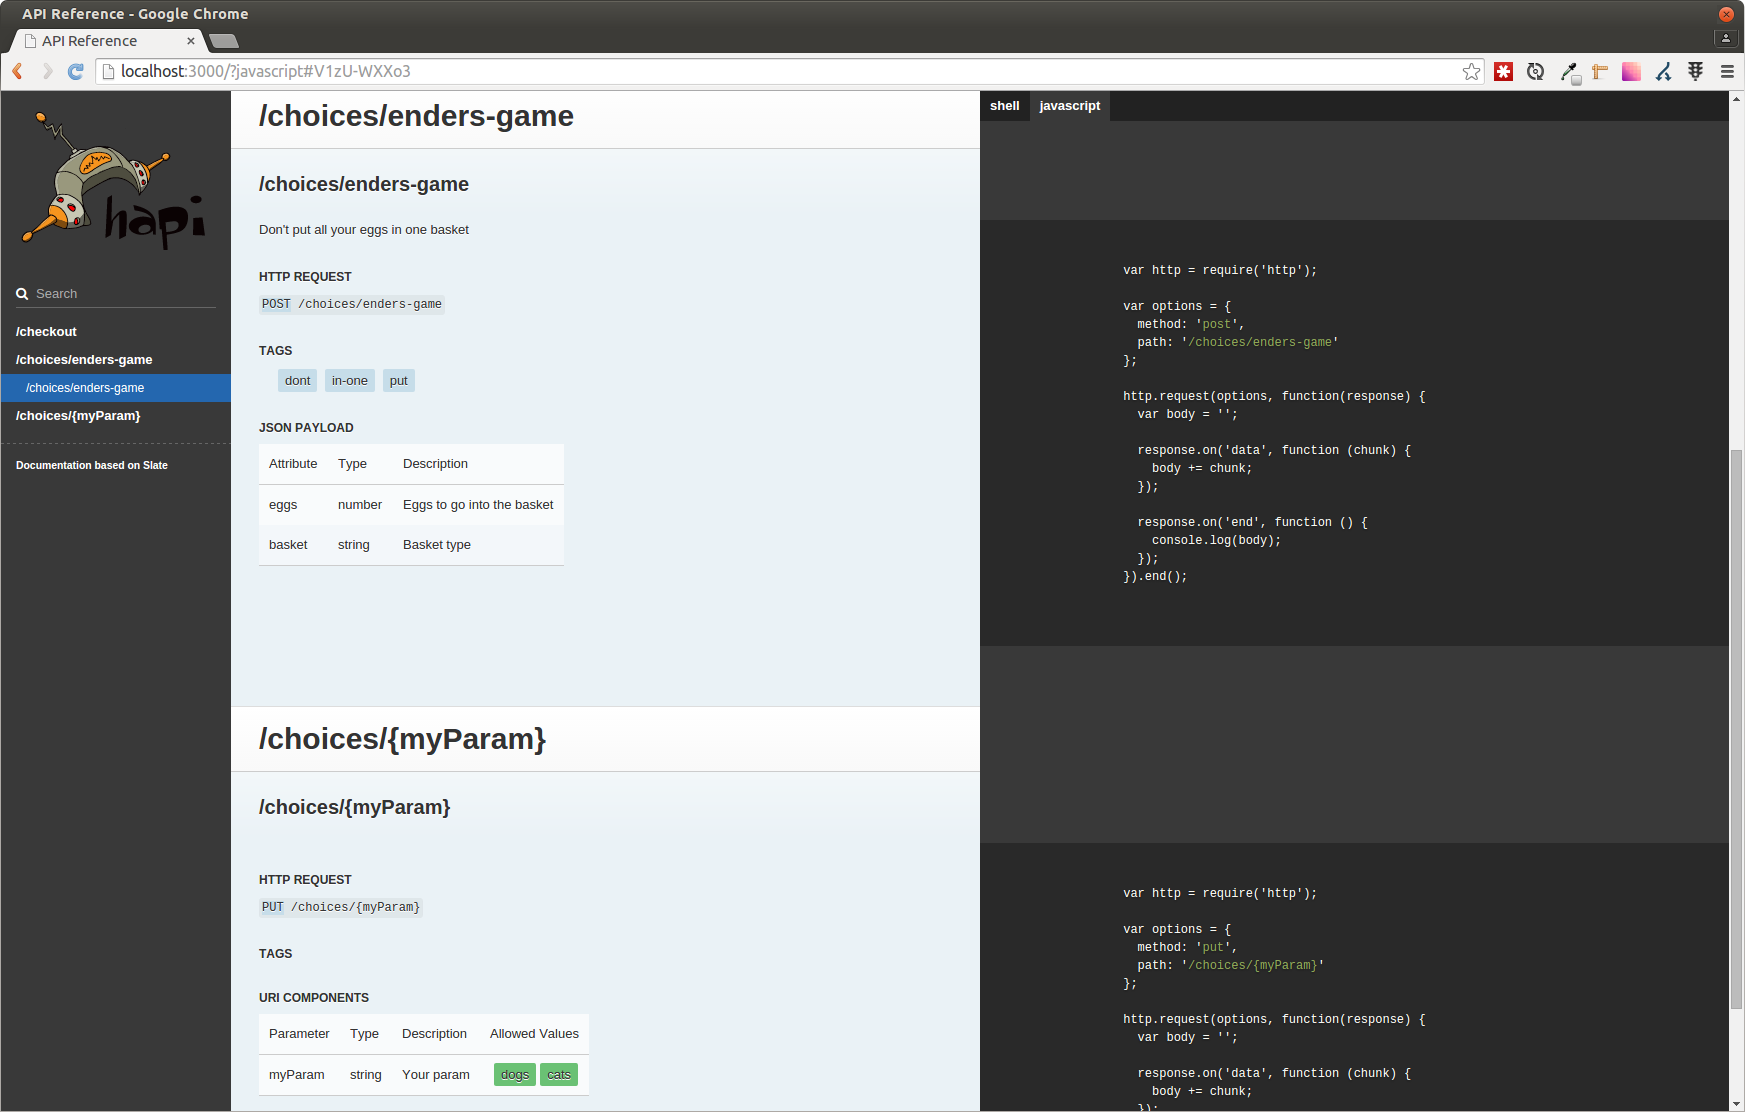 API Reference - Google Chrome
API Reference
localhost:3000/?javascript#V1zU-WXXo3
hapi
Search
/checkout
/choices/enders-game
/choices/enders-game
/choices/{myParam}
Documentation based on Slate
/choices/enders-game
/choices/enders-game
Don't put all your eggs in one basket
HTTP REQUEST
POST /choices/enders-game
TAGS
dont in-one put
JSON PAYLOAD
Attribute Type Description
eggs number Eggs to go into the basket
basket string Basket type
/choices/{myParam}
/choices/{myParam}
HTTP REQUEST
PUT /choices/{myParam}
TAGS
URI COMPONENTS
Parameter Type Description Allowed Values
myParam string Your param dogs cats
shell javascript
var http = require('http');
var options = {
method: 'post',
path: '/choices/enders-game'
};
http.request(options, function(response) {
var body = '';
response.on('data', function (chunk) {
body += chunk;
});
response.on('end', function () {
console.log(body);
});
}).end();
var http = require('http');
var options = {
method: 'put',
path: '/choices/{myParam}'
};
http.request(options, function(response) {
var body = '';
response.on('data', function (chunk) {
body += chunk;
});